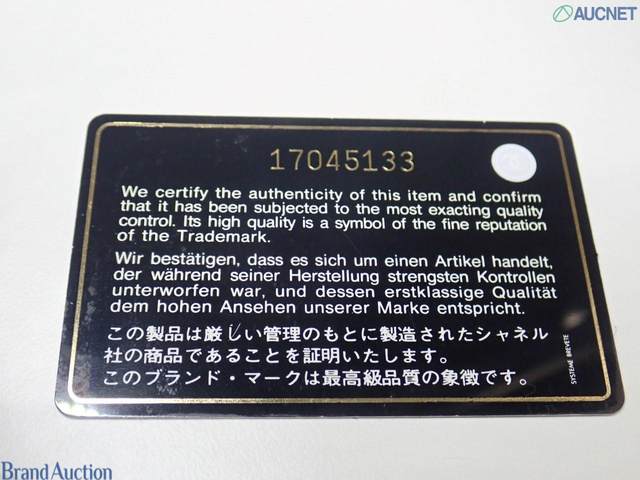 AUCNET
17045133
We certify the authenticity of this item and confirm
that it has been subjected to the most exacting quality
control. Its high quality is a symbol of the fine reputation
of the Trademark.
Wir bestätigen, dass es sich um einen Artikel handelt,
der während seiner Herstellung strengsten Kontrollen
unterworfen war, und dessen erstklassige Qualität
dem hohen Ansehen unserer Marke entspricht.
この製品は厳しい管理のもとに製造されたシャネル
社の商品であることを証明いたします。
このブランド・マークは最高級品質の象徴です。
SYSTEME BREVETE
Brand Auction